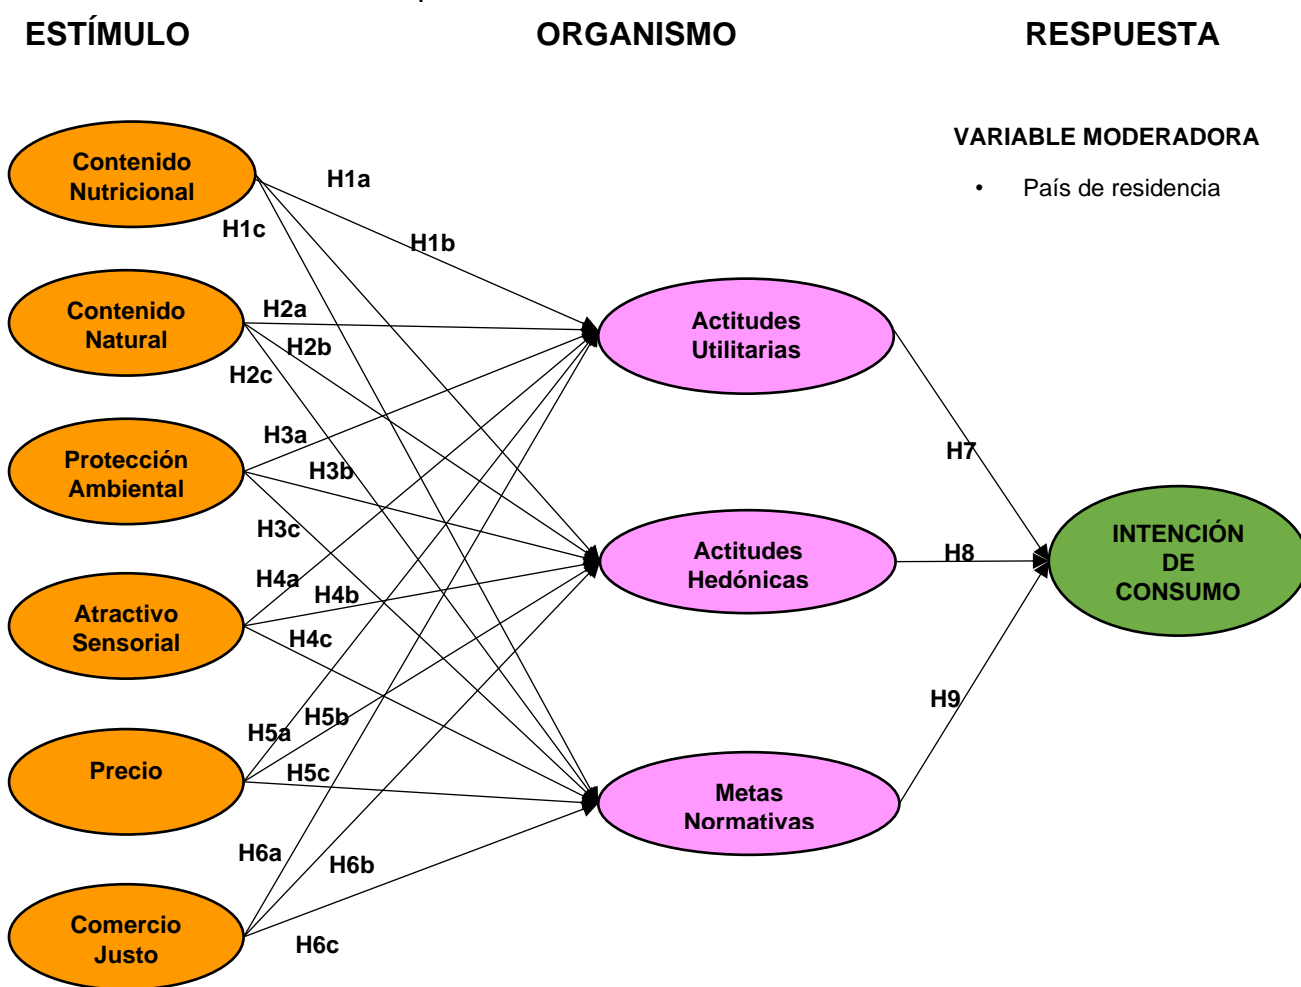 ESTÍMULO ORGANISMO RESPUESTA
VARIABLE MODERADORA
• País de residencia
Contenido
Nutricional
H1a
H1b
H1c
Contenido
Natural
H2a
H2b
H2c
Protección
Ambiental
H3a
H3b
H3c
Atractivo
Sensorial
H4a
H4b
H4c
Precio
H5a
H5b
H5c
Comercio
Justo
H6a
H6b
H6c
Actitudes
Utilitarias
Actitudes
Hedónicas
Metas
Normativas
H7
H8
H9
INTENCIÓN
DE
CONSUMO